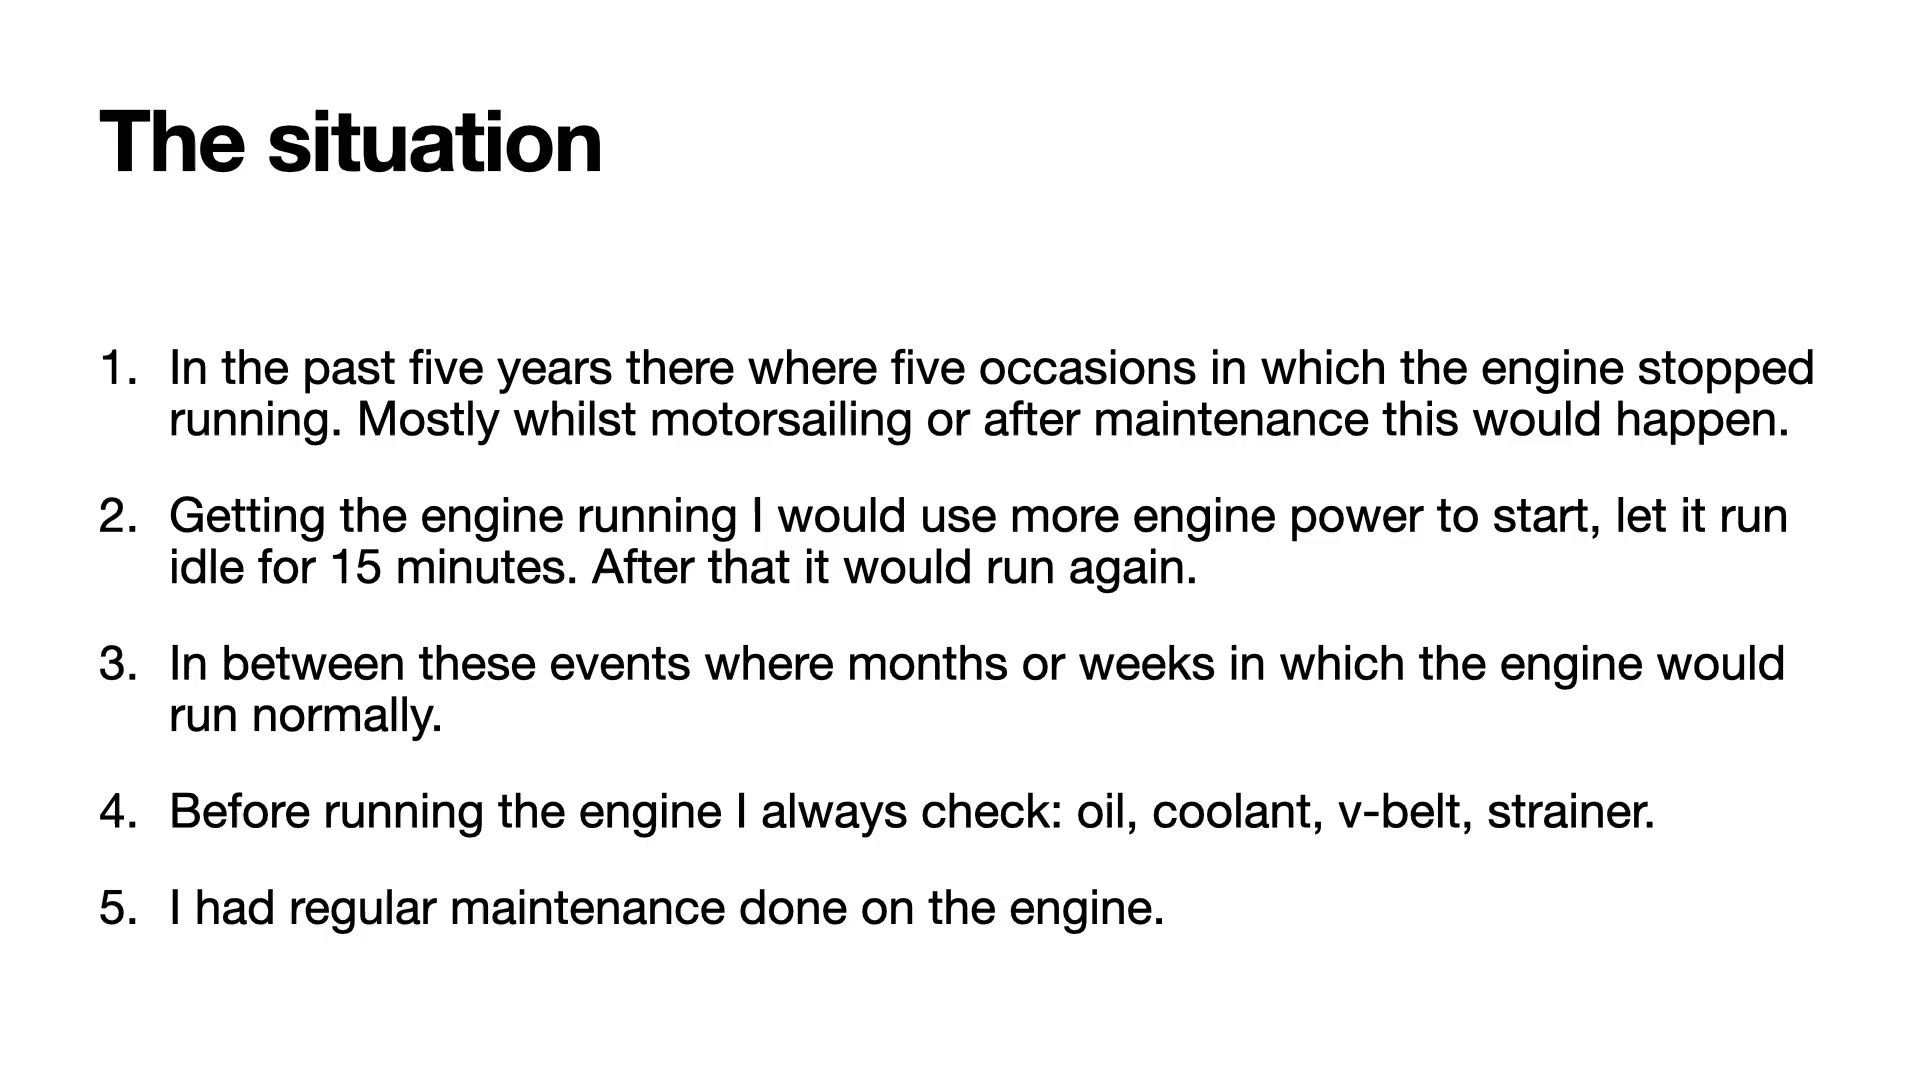 The situation
1. In the past five years there where five occasions in which the engine stopped
running. Mostly whilst motorsailing or after maintenance this would happen.
2. Getting the engine running I would use more engine power to start, let it run
idle for 15 minutes. After that it would run again.
3. In between these events where months or weeks in which the engine would
run normally.
4. Before running the engine I always check: oil, coolant, v-belt, strainer.
5. I had regular maintenance done on the engine.